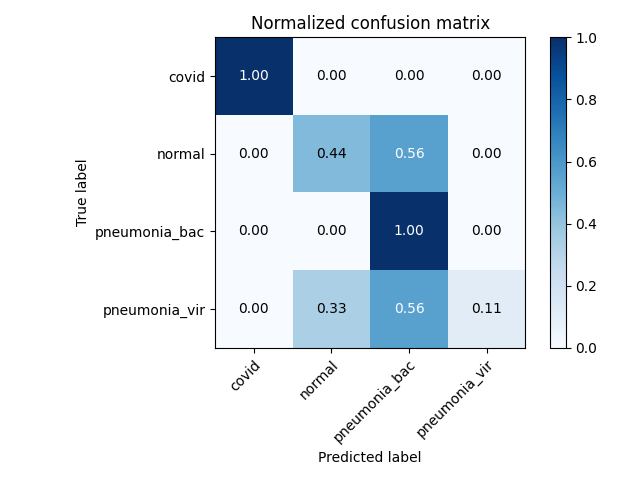 Normalized confusion matrix
True label
covid 1.00 0.00 0.00 0.00
normal 0.00 0.44 0.56 0.00
pneumonia_bac 0.00 0.00 1.00 0.00
pneumonia_vir 0.00 0.33 0.56 0.11
covid normal pneumonia_bac pneumonia_vir
Predicted label
1.0
0.8
0.6
0.4
0.2
0.0